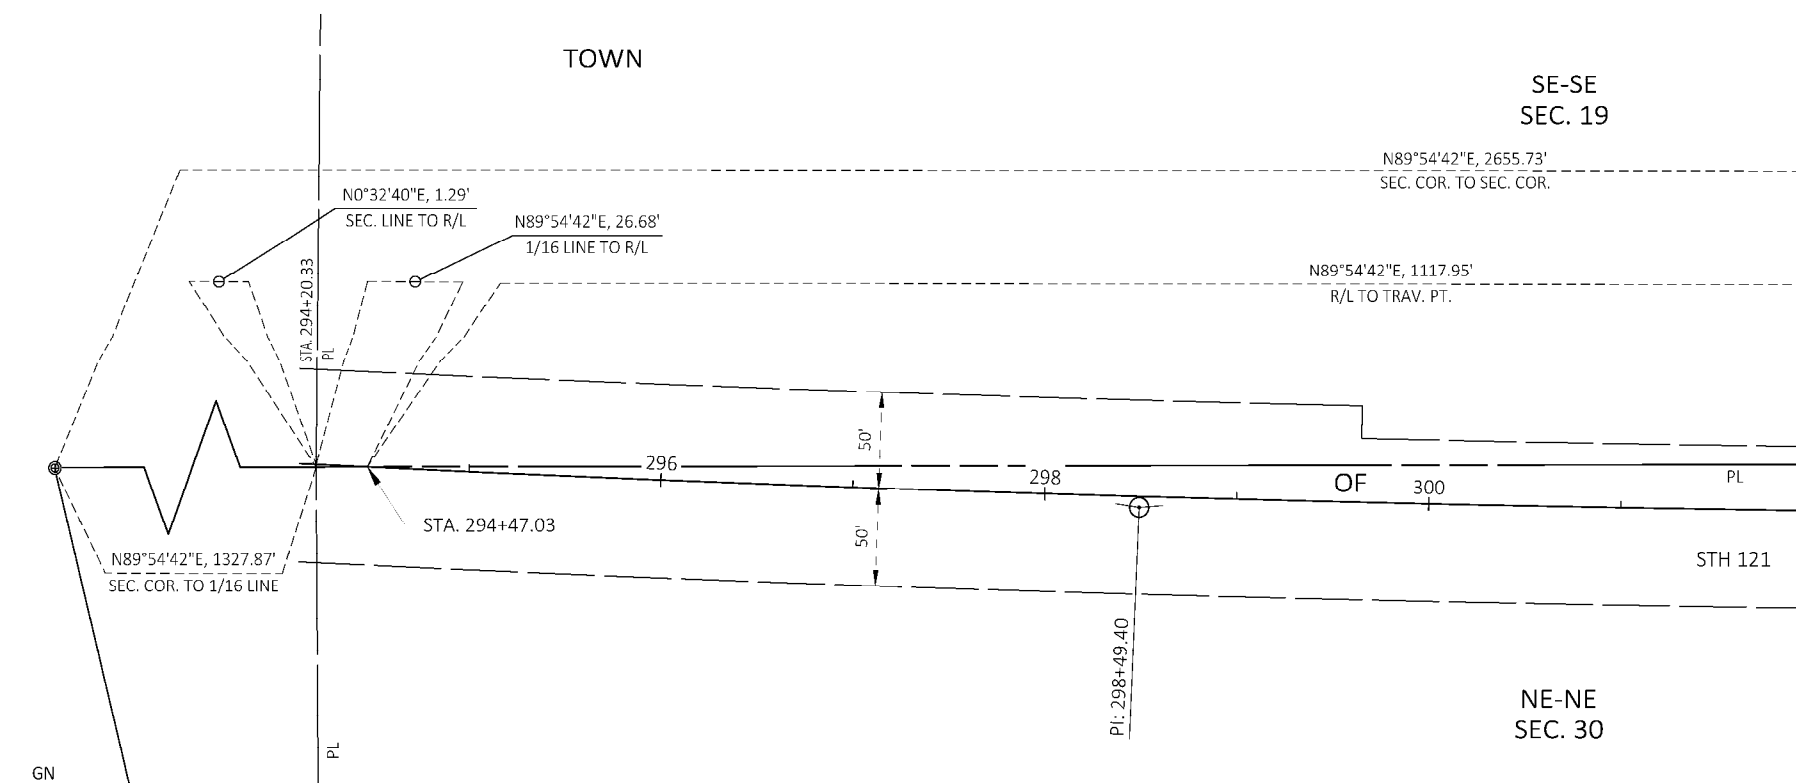 TOWN
SE-SE
SEC. 19
N89°54'42"E, 2655.73'
SEC. COR. TO SEC. COR.
N0°32'40"E, 1.29'
SEC. LINE TO R/L
N89°54'42"E, 26.68'
1/16 LINE TO R/L
N89°54'42"E, 1117.95'
R/L TO TRAV. PT.
STA. 294+20.33
PL
50'
296
298
OF
300
PL
STA. 294+47.03
50'
N89°54'42"E, 1327.87'
SEC. COR. TO 1/16 LINE
STH 121
PI: 298+49.40
NE-NE
SEC. 30
PL
GN